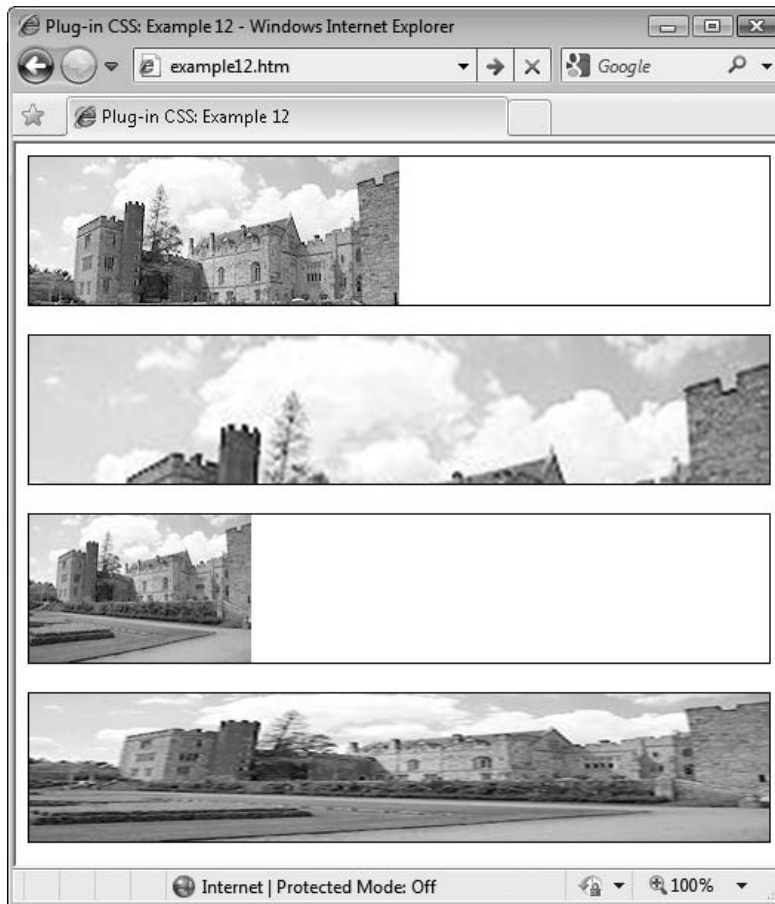 Plug-in CSS: Example 12 - Windows Internet Explorer
example12.htm
Google
Plug-in CSS: Example 12
Internet | Protected Mode: Off
100%